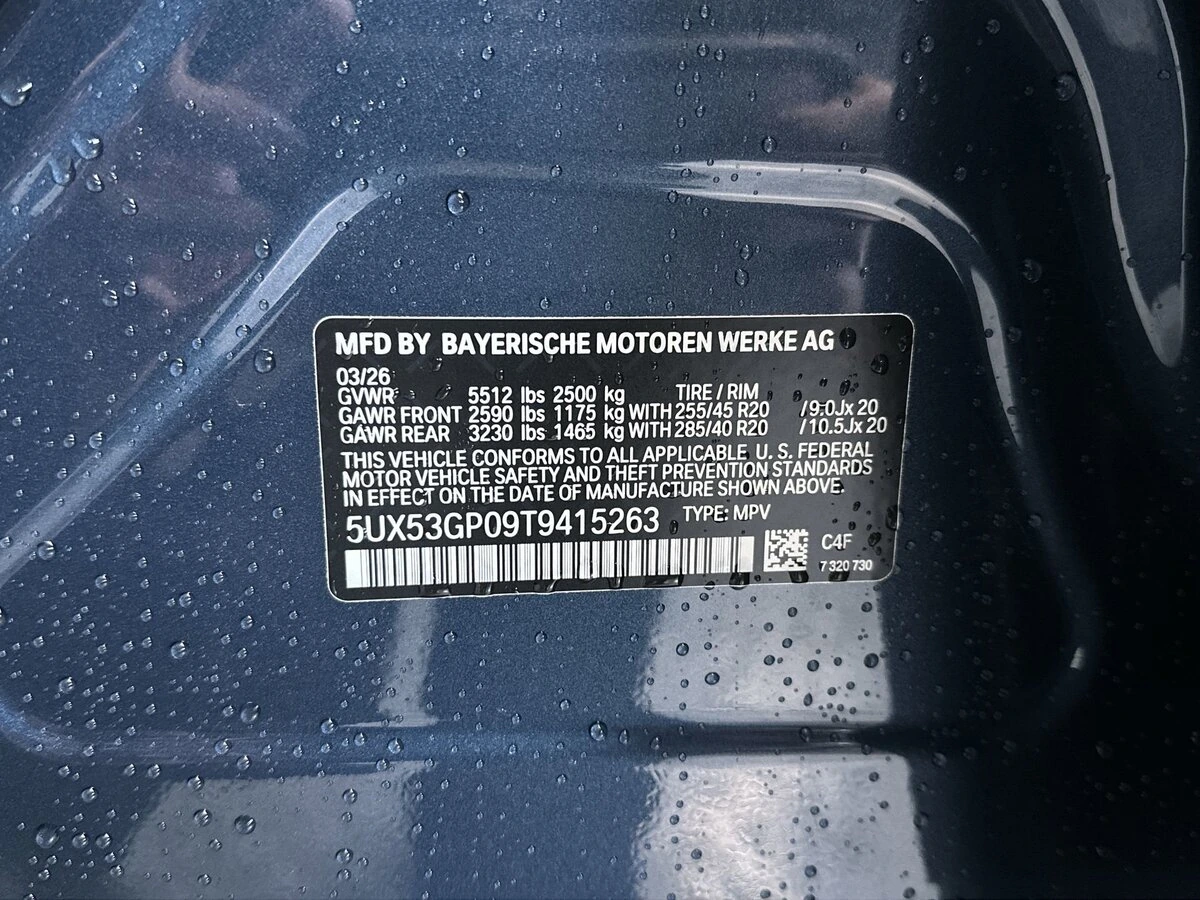 MFD BY BAYERISCHE MOTOREN WERKE AG
03/26
GVWR 5512 lbs 2500 kg TIRE / RIM
GAWR FRONT 2590 lbs 1175 kg WITH 255/45 R20 /9.0Jx 20
GAWR REAR 3230 lbs 1465 kg WITH 285/40 R20 /10.5Jx 20
THIS VEHICLE CONFORMS TO ALL APPLICABLE U. S. FEDERAL
MOTOR VEHICLE SAFETY AND THEFT PREVENTION STANDARDS
IN EFFECT ON THE DATE OF MANUFACTURE SHOWN ABOVE.
5UX53GP09T9415263 TYPE: MPV
C4F
7 320 730